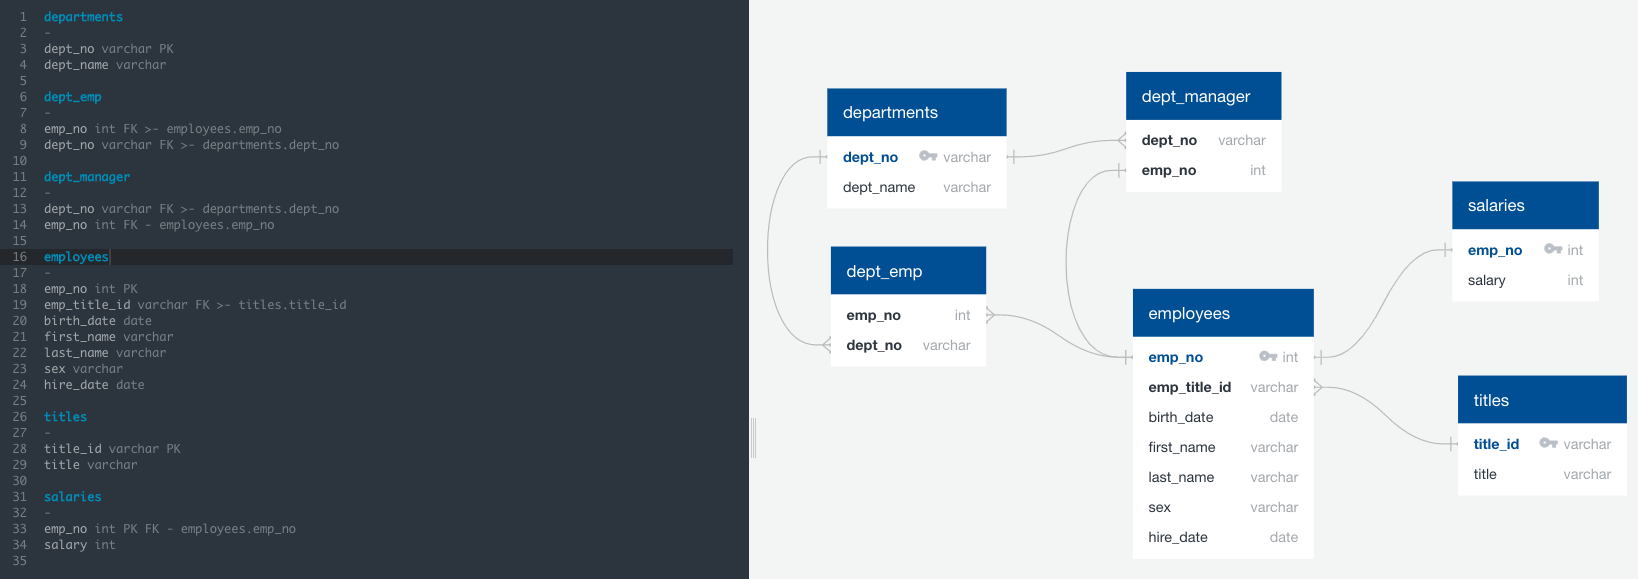 1 departments
2 -
3 dept_no varchar PK
4 dept_name varchar
5
6 dept_emp
7 -
8 emp_no int FK >- employees.emp_no
9 dept_no varchar FK >- departments.dept_no
10
11 dept_manager
12 -
13 dept_no varchar FK >- departments.dept_no
14 emp_no int FK - employees.emp_no
15
16 employees
17 -
18 emp_no int PK
19 emp_title_id varchar FK >- titles.title_id
20 birth_date date
21 first_name varchar
22 last_name varchar
23 sex varchar
24 hire_date date
25
26 titles
27 -
28 title_id varchar PK
29 title varchar
30
31 salaries
32 -
33 emp_no int PK FK - employees.emp_no
34 salary int
35
departments
dept_no varchar
dept_name varchar
dept_manager
dept_no varchar
emp_no int
dept_emp
emp_no int
dept_no varchar
employees
emp_no int
emp_title_id varchar
birth_date date
first_name varchar
last_name varchar
sex varchar
hire_date date
salaries
emp_no int
salary int
titles
title_id varchar
title varchar